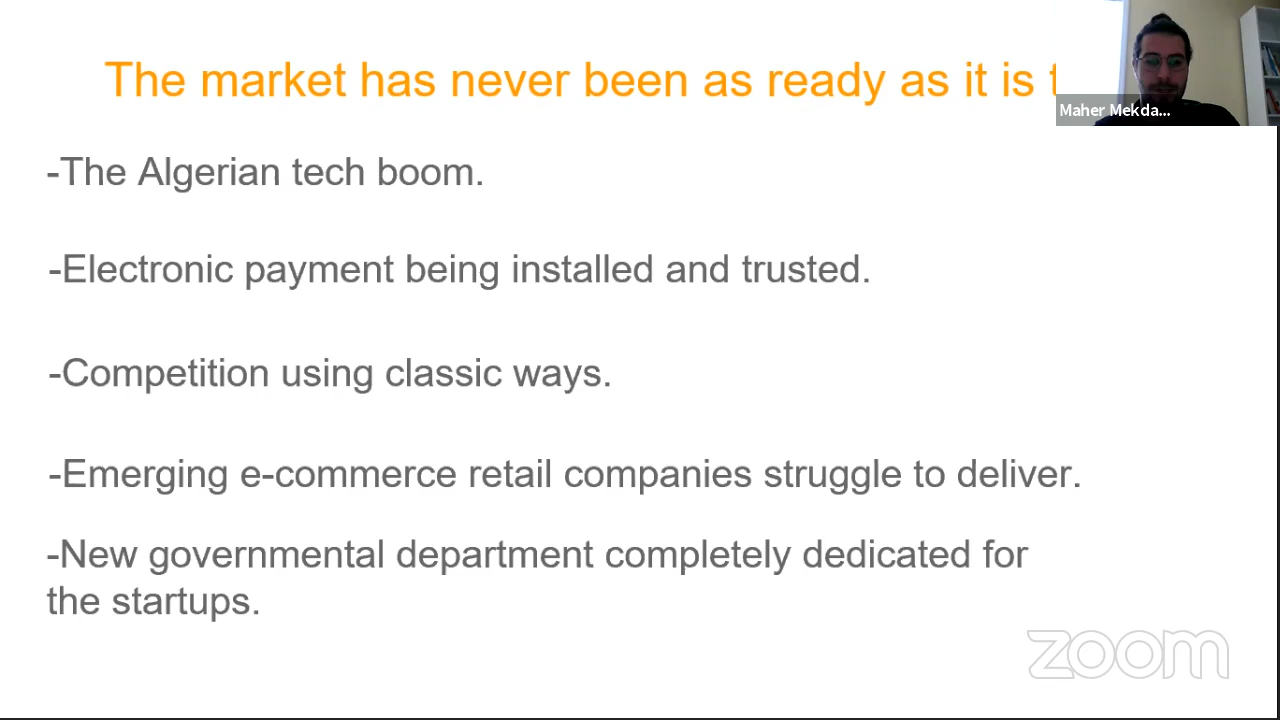 The market has never been as ready as it is
Maher Mekda...
-The Algerian tech boom.
-Electronic payment being installed and trusted.
-Competition using classic ways.
-Emerging e-commerce retail companies struggle to deliver.
-New governmental department completely dedicated for
the startups.
zoom